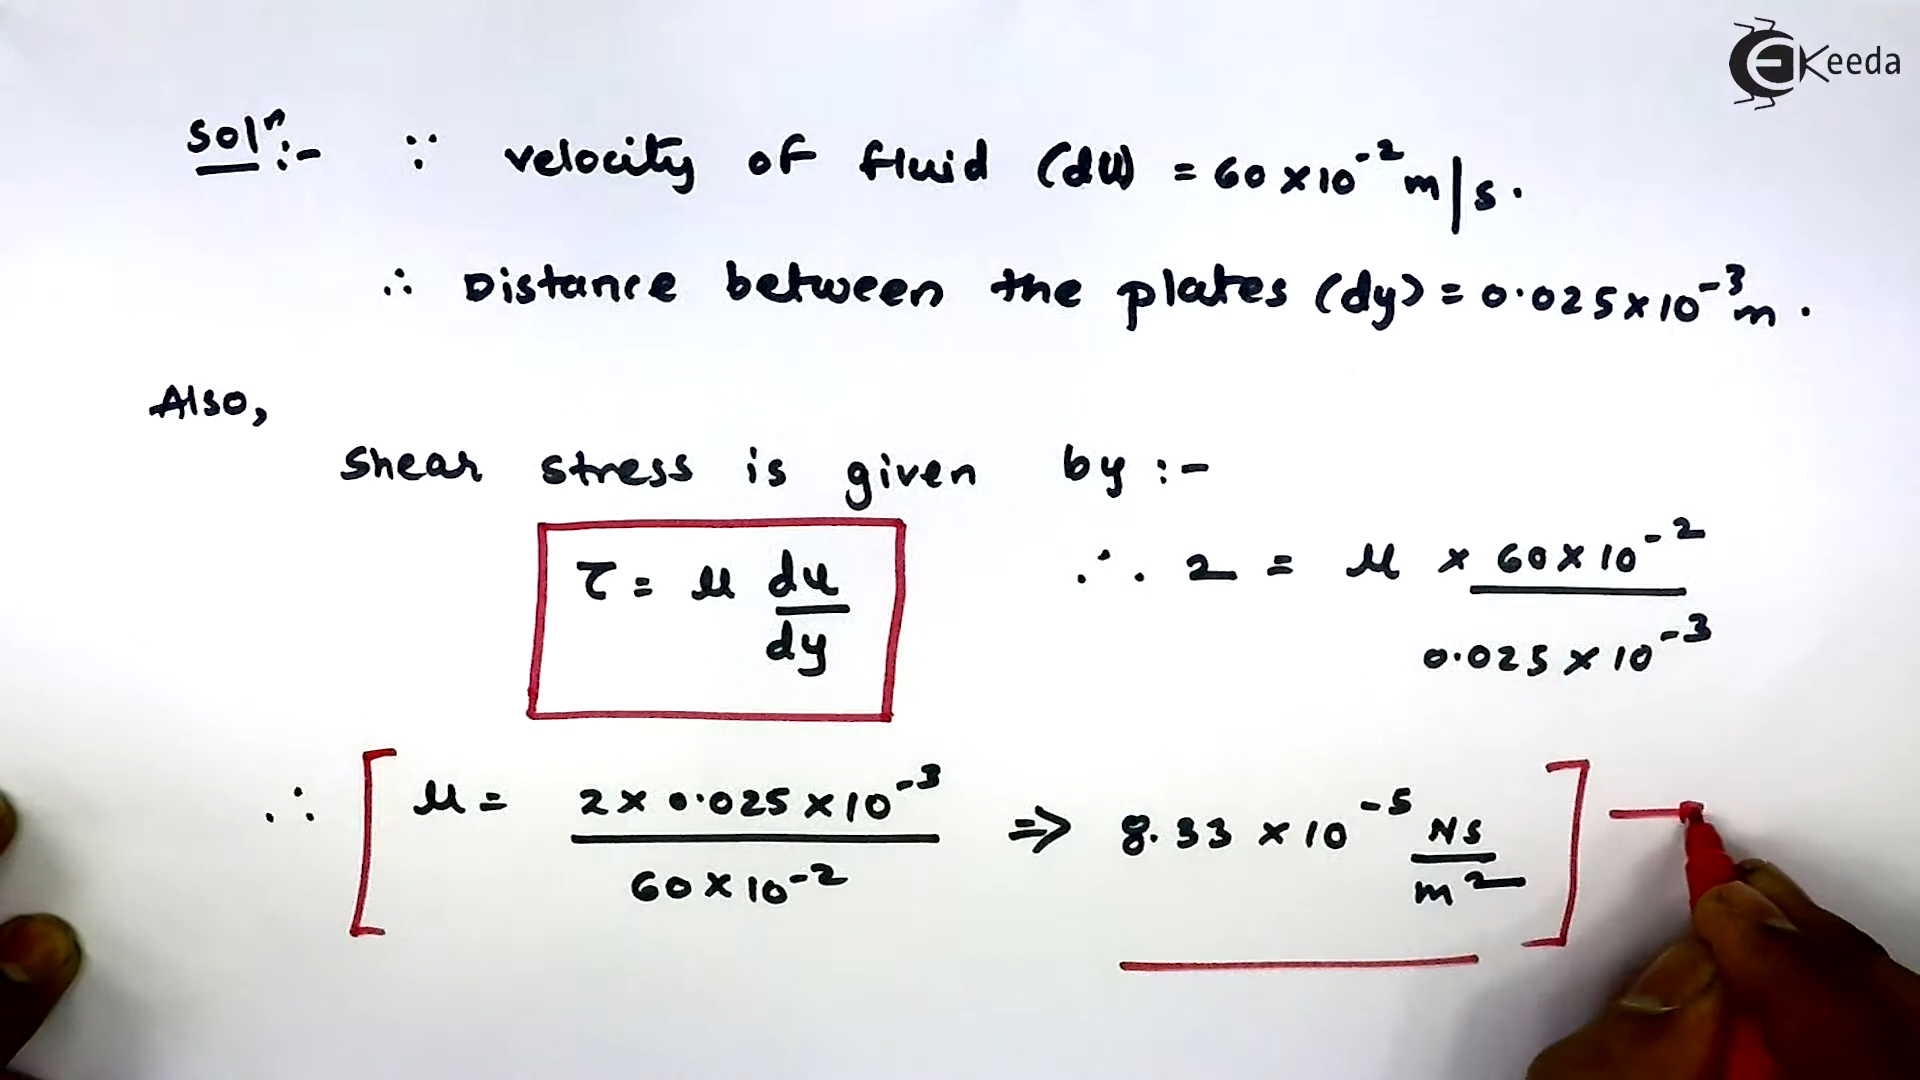 eKeeda
Solⁿ:- ∵ velocity of fluid (du) = 60 × 10⁻² m/s.
∴ Distance between the plates (dy) = 0.025 × 10⁻³ m.
Also,
shear stress is given by :-
τ = μ du/dy
∴ 2 = μ × 60 × 10⁻² / 0.025 × 10⁻³
∴ [ μ = 2 × 0.025 × 10⁻³ / 60 × 10⁻² ⇒ 8.33 × 10⁻⁵ Ns/m² ]